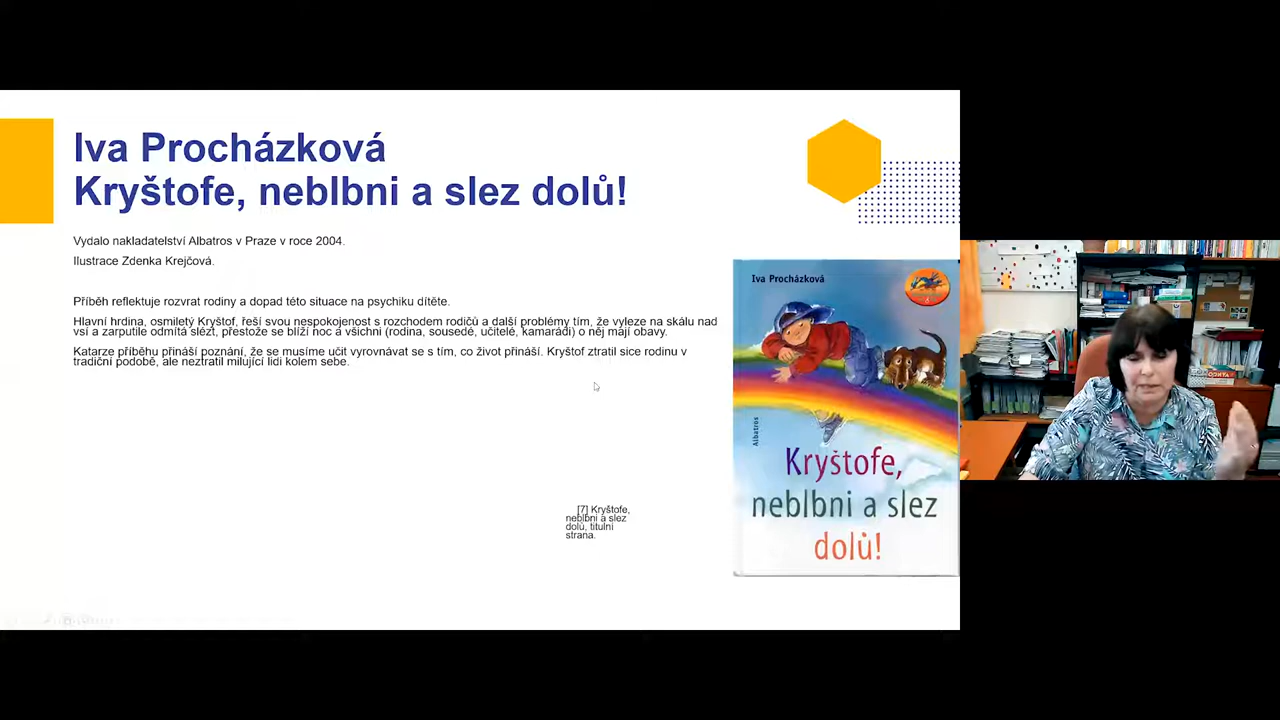 Iva Procházková
Kryštofe, neblbni a slez dolů!
Vydalo nakladatelství Albatros v Praze v roce 2004.
Ilustrace Zdenka Krejčová.
Příběh reflektuje rozvrat rodiny a dopad této situace na psychiku dítěte.
Hlavní hrdina, osmiletý Kryštof, řeší svou nespokojenost s rozchodem rodičů a další problémy tím, že vyleze na skálu nad
vsí a zarputile odmítá slézt, přestože se blíží noc a všichni (rodina, sousedé, učitelé, kamarádi) o něj mají obavy.
Katarze příběhu přináší poznání, že se musíme učit vyrovnávat se s tím, co život přináší. Kryštof ztratil sice rodinu v
tradiční podobě, ale neztratil milující lidi kolem sebe.
Iva Procházková
Albatros
Kryštofe,
neblbni a slez
dolů!
[7] Kryštofe,
neblbni a slez
dolů, titulní
strana.